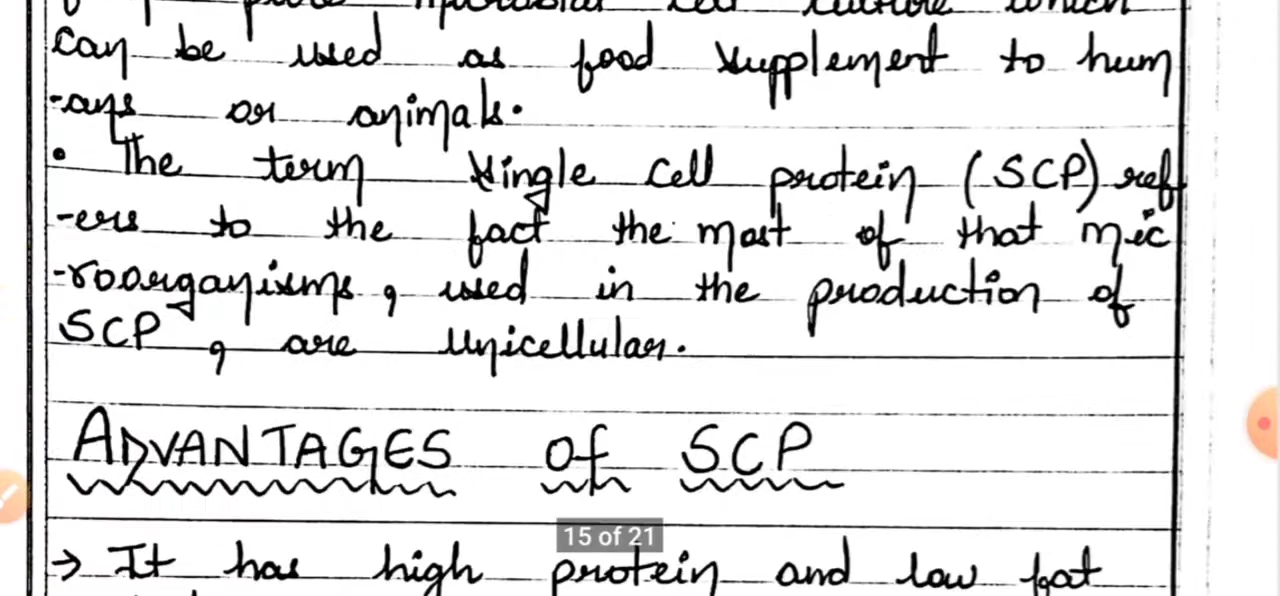 can be used as food supplement to hum
-ans or animals.
• The term Single cell protein (SCP) ref
-ers to the fact the most of that mic
-roorganisms, used in the production of
SCP, are Unicellular.
ADVANTAGES of SCP
15 of 21
→ It has high protein and low fat